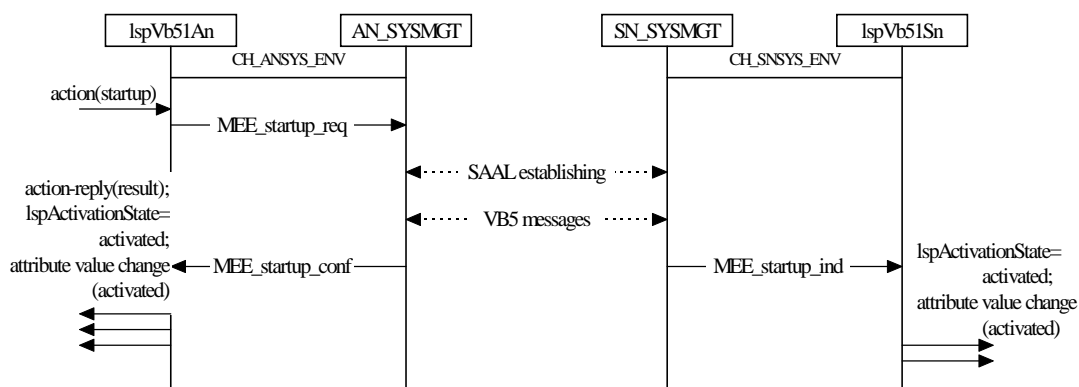 lspVb51An
AN_SYSMGT
SN_SYSMGT
lspVb51Sn
CH_ANSYS_ENV
CH_SNSYS_ENV
action(startup)
MEE_startup_req
SAAL establishing
action-reply(result);
lspActivationState=
activated;
attribute value change
(activated)
VB5 messages
MEE_startup_conf
MEE_startup_ind
lspActivationState=
activated;
attribute value change
(activated)